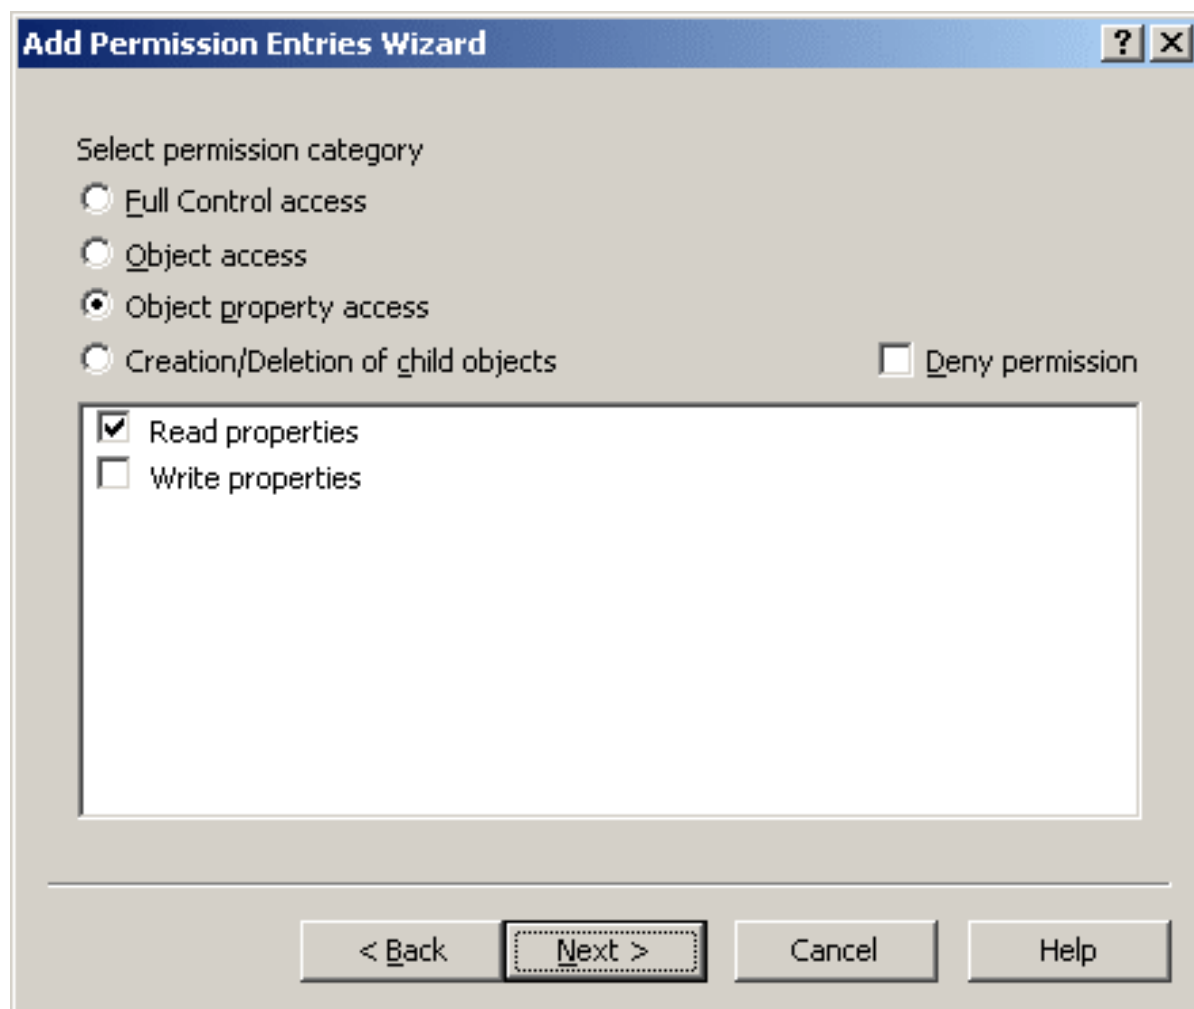 Add Permission Entries Wizard
Select permission category
Full Control access
Object access
Object property access
Creation/Deletion of child objects Deny permission
Read properties
Write properties
< Back Next > Cancel Help